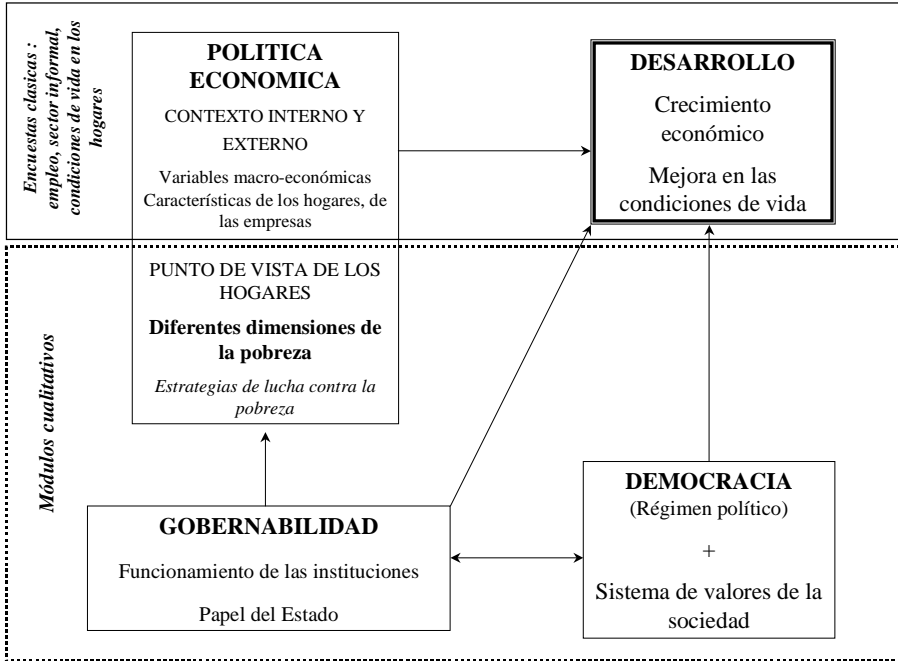 Encuestas clasicas :
empleo, sector informal,
condiciones de vida en los
hogares
POLITICA
ECONOMICA
CONTEXTO INTERNO Y
EXTERNO
Variables macro-económicas
Características de los hogares, de
las empresas
DESARROLLO
Crecimiento
económico
Mejora en las
condiciones de vida
Módulos cualitativos
PUNTO DE VISTA DE LOS
HOGARES
Diferentes dimensiones de
la pobreza
Estrategias de lucha contra la
pobreza
GOBERNABILIDAD
Funcionamiento de las instituciones
Papel del Estado
DEMOCRACIA
(Régimen político)
+
Sistema de valores de la
sociedad